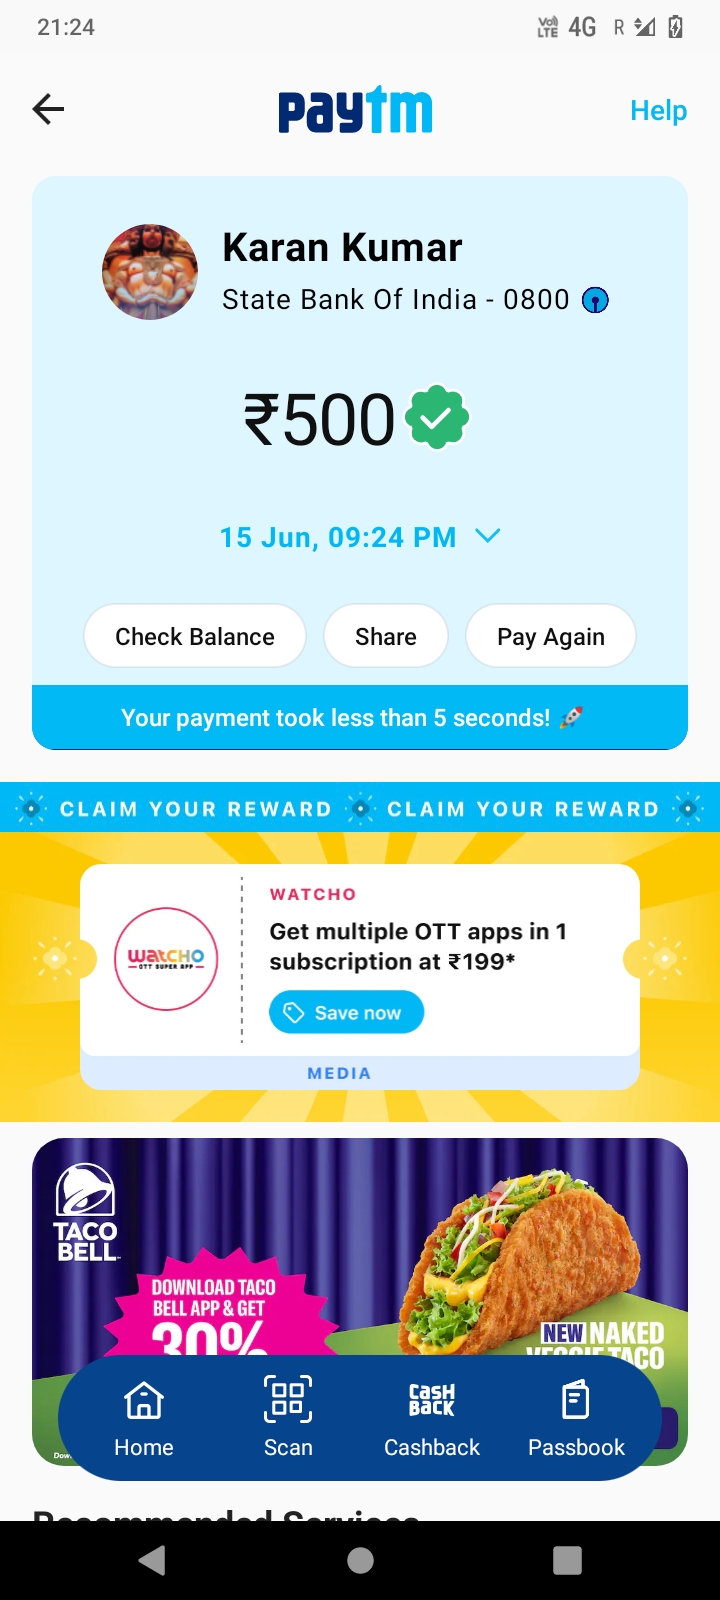 21:24
Vo)) LTE 4G R
paytm
Help
Karan Kumar
State Bank Of India - 0800
₹500
15 Jun, 09:24 PM
Check Balance
Share
Pay Again
Your payment took less than 5 seconds! 🚀
CLAIM YOUR REWARD CLAIM YOUR REWARD
WATCHO
Get multiple OTT apps in 1
subscription at ₹199*
watcho
OTT SUPER APP
Save now
MEDIA
TACO
BELL
DOWNLOAD TACO
BELL APP & GET
30%
NEW NAKED
VEGGIE TACO
Home
Scan
CASH BACK
Cashback
Passbook
Recommended Services